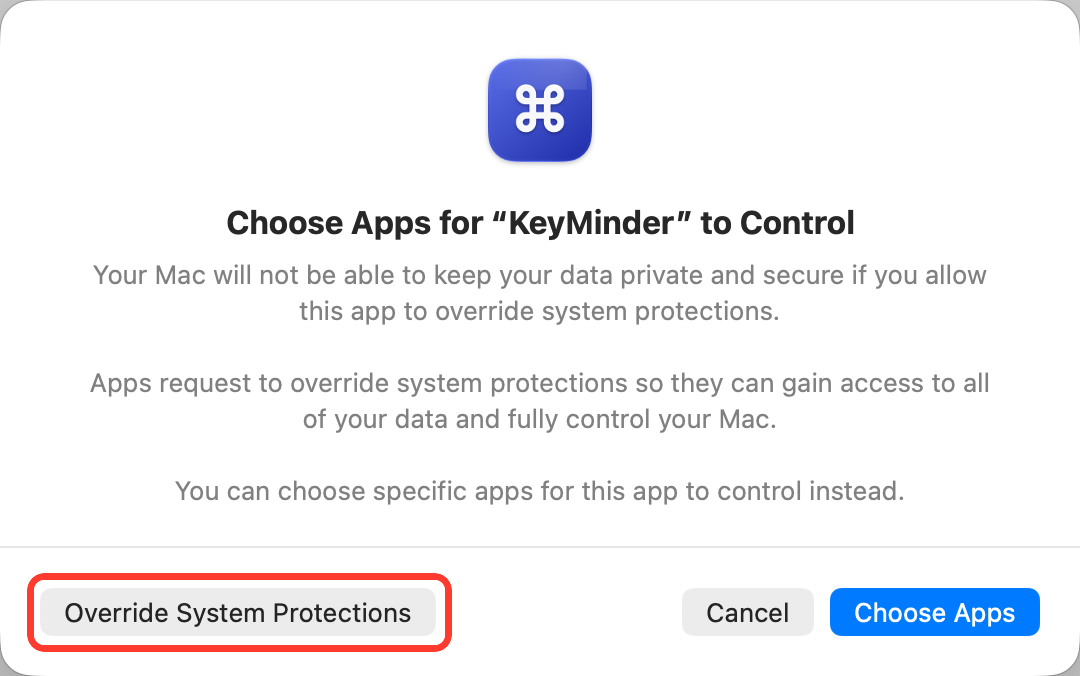 Choose Apps for “KeyMinder” to Control
Your Mac will not be able to keep your data private and secure if you allow
this app to override system protections.
Apps request to override system protections so they can gain access to all
of your data and fully control your Mac.
You can choose specific apps for this app to control instead.
Override System Protections
Cancel
Choose Apps